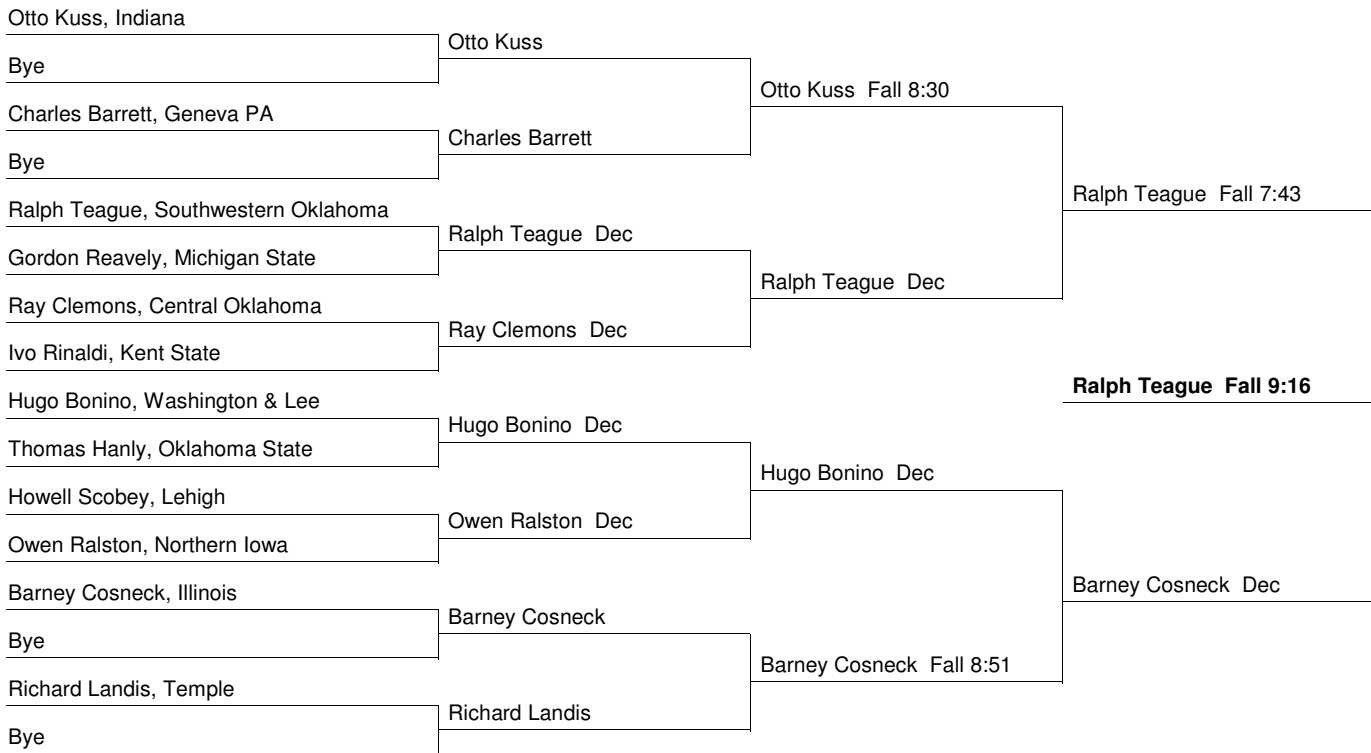 Otto Kuss, Indiana
Bye
Charles Barrett, Geneva PA
Bye
Ralph Teague, Southwestern Oklahoma
Gordon Reavely, Michigan State
Ray Clemons, Central Oklahoma
Ivo Rinaldi, Kent State
Hugo Bonino, Washington & Lee
Thomas Hanly, Oklahoma State
Howell Scobey, Lehigh
Owen Ralston, Northern Iowa
Barney Cosneck, Illinois
Bye
Richard Landis, Temple
Bye
Otto Kuss
Charles Barrett
Ralph Teague Dec
Ray Clemons Dec
Hugo Bonino Dec
Owen Ralston Dec
Barney Cosneck
Richard Landis
Otto Kuss Fall 8:30
Ralph Teague Dec
Hugo Bonino Dec
Barney Cosneck Fall 8:51
Ralph Teague Fall 7:43
Ralph Teague Fall 9:16
Barney Cosneck Dec